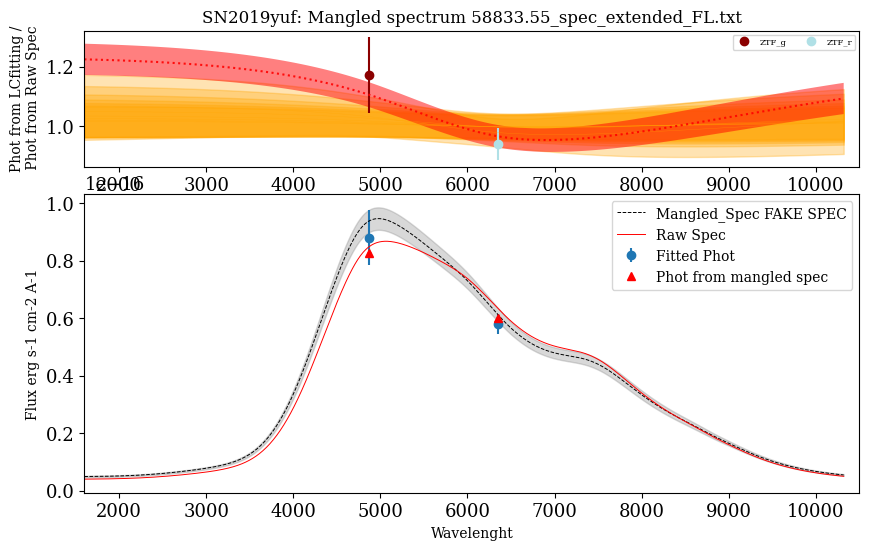 SN2019yuf: Mangled spectrum 58833.55_spec_extended_FL.txt
Phot from LCfitting /
Phot from Raw Spec
1.2
1.0
ZTF_g
ZTF_r
2000 3000 4000 5000 6000 7000 8000 9000 10000
1e−16
1.0
0.8
0.6
0.4
0.2
0.0
Flux erg s-1 cm-2 A-1
Mangled_Spec FAKE SPEC
Raw Spec
Fitted Phot
Phot from mangled spec
2000 3000 4000 5000 6000 7000 8000 9000 10000
Wavelenght